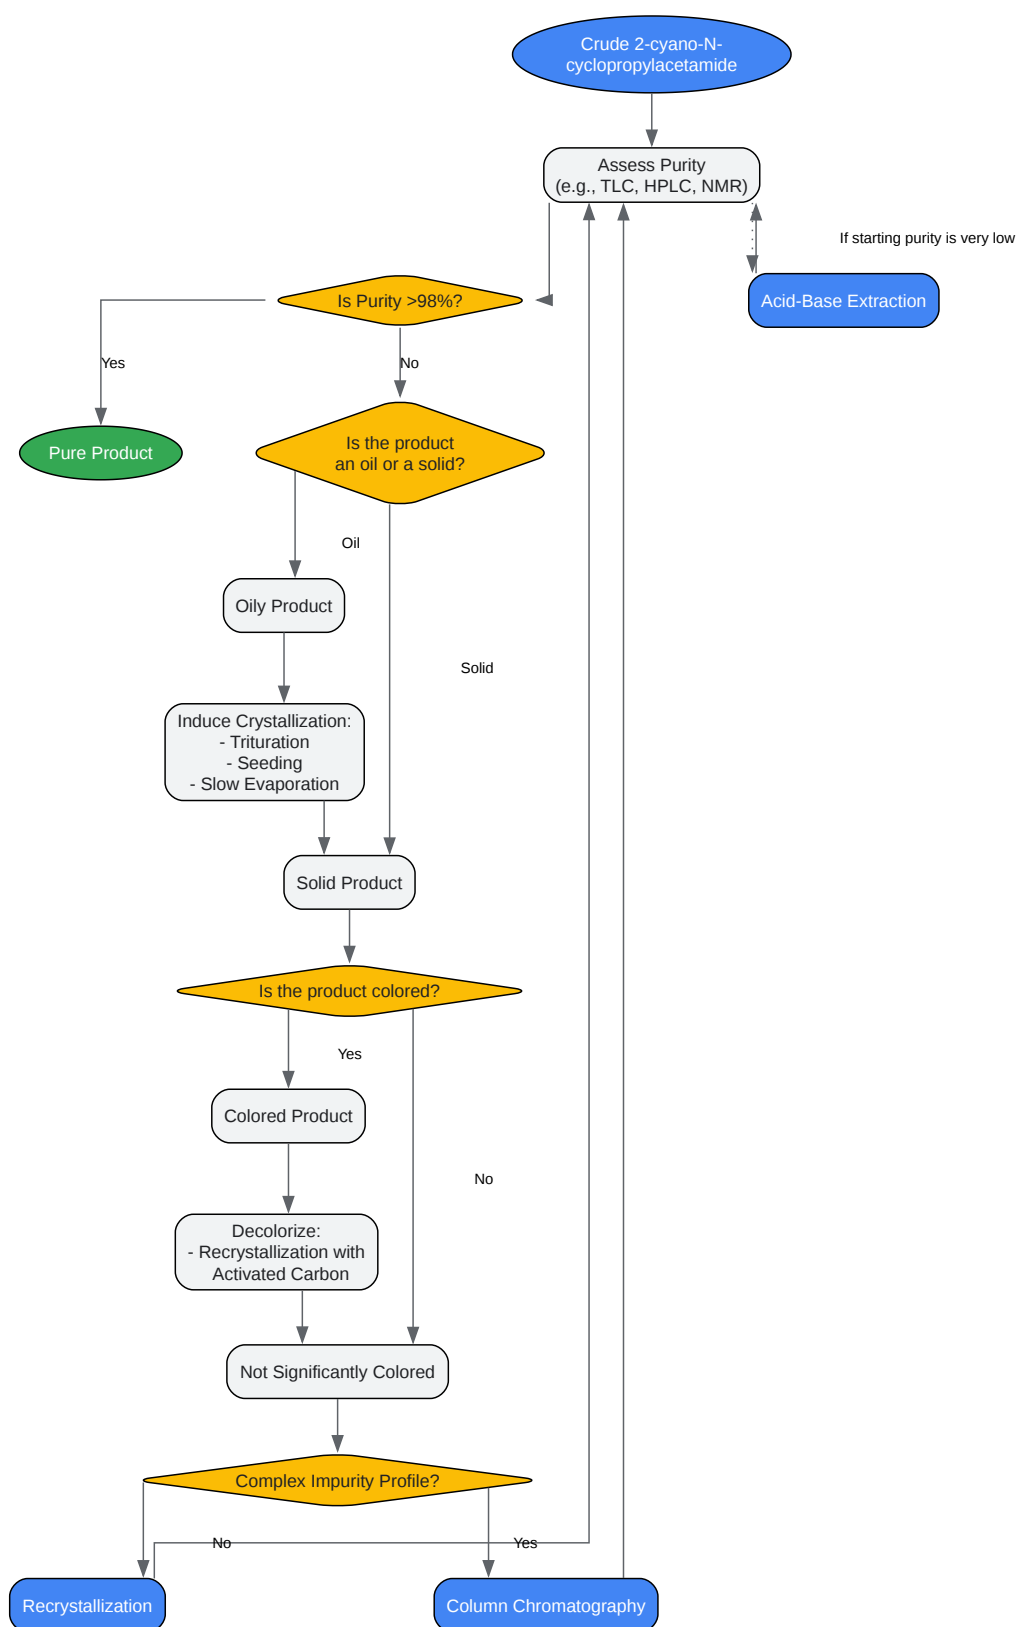 Crude 2-cyano-N-
cyclopropylacetamide
Assess Purity
(e.g., TLC, HPLC, NMR)
If starting purity is very low
Is Purity >98%?
Acid-Base Extraction
Yes
No
Is the product
an oil or a solid?
Pure Product
Oil
Oily Product
Solid
Induce Crystallization:
- Trituration
- Seeding
- Slow Evaporation
Solid Product
Is the product colored?
Yes
Colored Product
No
Decolorize:
- Recrystallization with
Activated Carbon
Not Significantly Colored
Complex Impurity Profile?
No
Yes
Recrystallization
Column Chromatography